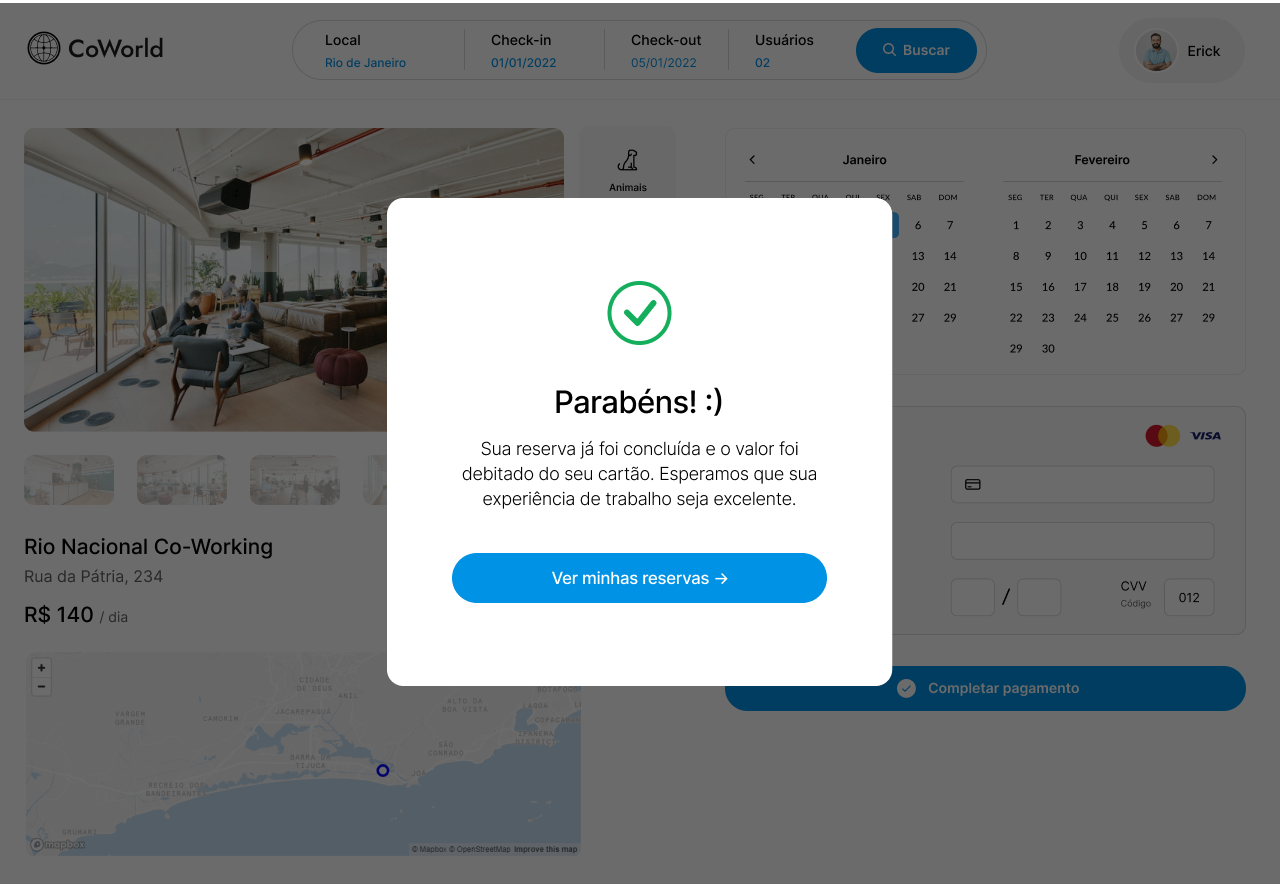 CoWorld
Local
Rio de Janeiro
Check-in
01/01/2022
Check-out
05/01/2022
Usuários
02
Buscar
Erick
Animais
Janeiro
Fevereiro
SEG TER QUA QUI SEX SAB DOM
6 7
13 14
20 21
27 29
SEG TER QUA QUI SEX SAB DOM
1 2 3 4 5 6 7
8 9 10 11 12 13 14
15 16 17 18 19 20 21
22 23 24 25 26 27 29
29 30
Parabéns! :)
Sua reserva já foi concluída e o valor foi
debitado do seu cartão. Esperamos que sua
experiência de trabalho seja excelente.
Ver minhas reservas →
VISA
/
CVV
Código
012
Completar pagamento
Rio Nacional Co-Working
Rua da Pátria, 234
R$ 140 / dia
+
−
CIDADE
DE DEUS
ANIL
VARGEM
GRANDE
CAMORIM
JACAREPAGUÁ
ALTO DA
BOA VISTA
BOTAFOGO
LAGOA
IPANEMA
DISTRICT
SÃO
CONRADO
BARRA DA
TIJUCA
RECREIO DOS
BANDEIRANTES
GRUMARI
mapbox
© Mapbox © OpenStreetMap Improve this map